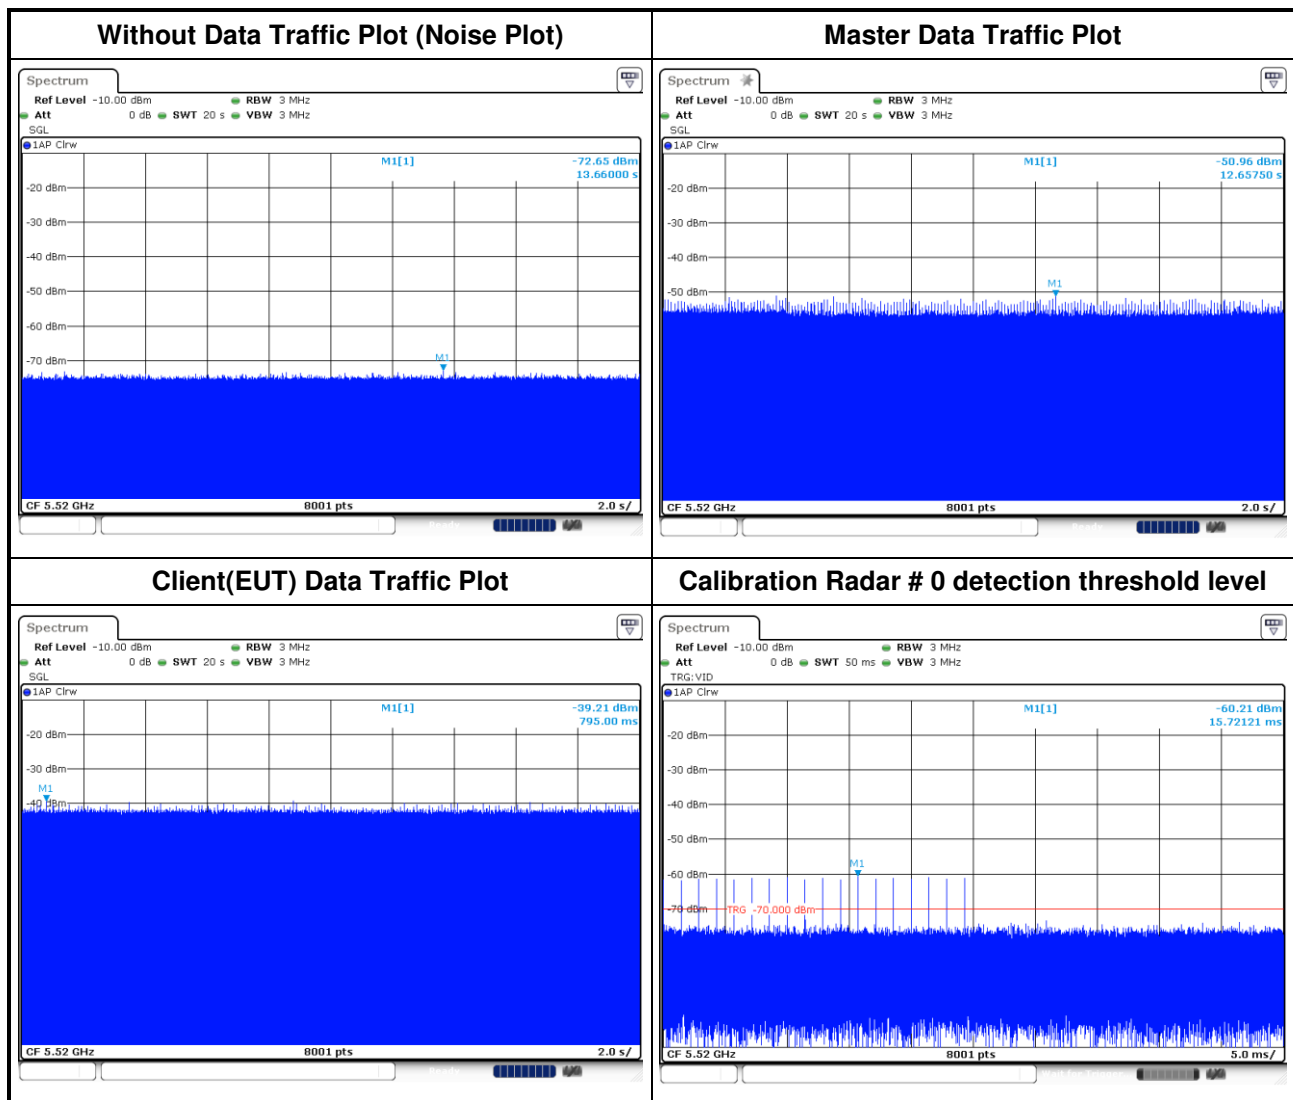 Without Data Traffic Plot (Noise Plot)
Master Data Traffic Plot
Spectrum
Ref Level -10.00 dBm RBW 3 MHz
Att 0 dB SWT 20 s VBW 3 MHz
SGL
1AP Clrw
M1[1] -72.65 dBm
13.66000 s
-20 dBm
-30 dBm
-40 dBm
-50 dBm
-60 dBm
-70 dBm
M1
CF 5.52 GHz 8001 pts 2.0 s/
Ready
Spectrum
Ref Level -10.00 dBm RBW 3 MHz
Att 0 dB SWT 20 s VBW 3 MHz
SGL
1AP Clrw
M1[1] -50.96 dBm
12.65750 s
-20 dBm
-30 dBm
-40 dBm
-50 dBm
M1
CF 5.52 GHz 8001 pts 2.0 s/
Ready
Client(EUT) Data Traffic Plot
Calibration Radar # 0 detection threshold level
Spectrum
Ref Level -10.00 dBm RBW 3 MHz
Att 0 dB SWT 20 s VBW 3 MHz
SGL
1AP Clrw
M1[1] -39.21 dBm
795.00 ms
-20 dBm
-30 dBm
M1
-40 dBm
CF 5.52 GHz 8001 pts 2.0 s/
Ready
Spectrum
Ref Level -10.00 dBm RBW 3 MHz
Att 0 dB SWT 50 ms VBW 3 MHz
TRG:VID
1AP Clrw
M1[1] -60.21 dBm
15.72121 ms
-20 dBm
-30 dBm
-40 dBm
-50 dBm
M1
-60 dBm
-70 dBm TRG -70.000 dBm
CF 5.52 GHz 8001 pts 5.0 ms/
Wait for Trigger